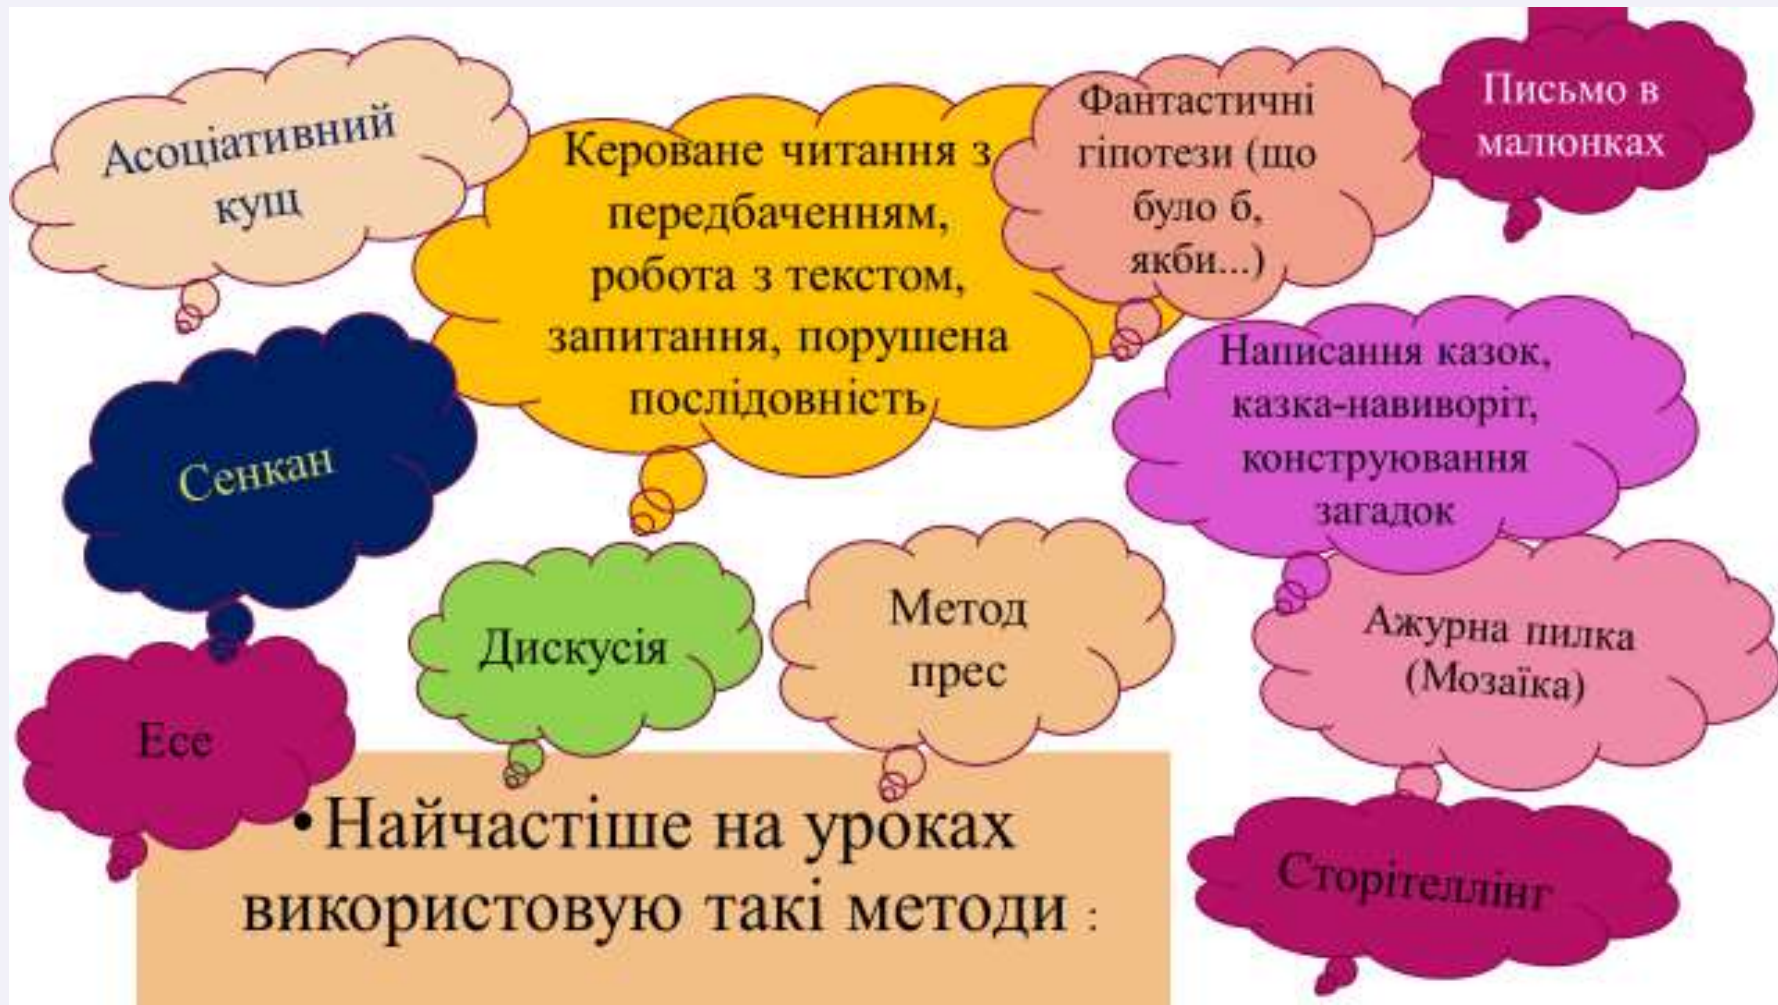 Асоціативний
кущ
Кероване читання з
передбаченням,
робота з текстом,
запитання, порушена
послідовність
Фантастичні
гіпотези (що
було б,
якби...)
Письмо в
малюнках
Сенкан
Написання казок,
казка-навиворіт,
конструювання
загадок
Дискусія
Метод
прес
Ажурна пилка
(Мозаїка)
Есе
•Найчастіше на уроках
використовую такі методи :
Сторітеллінг